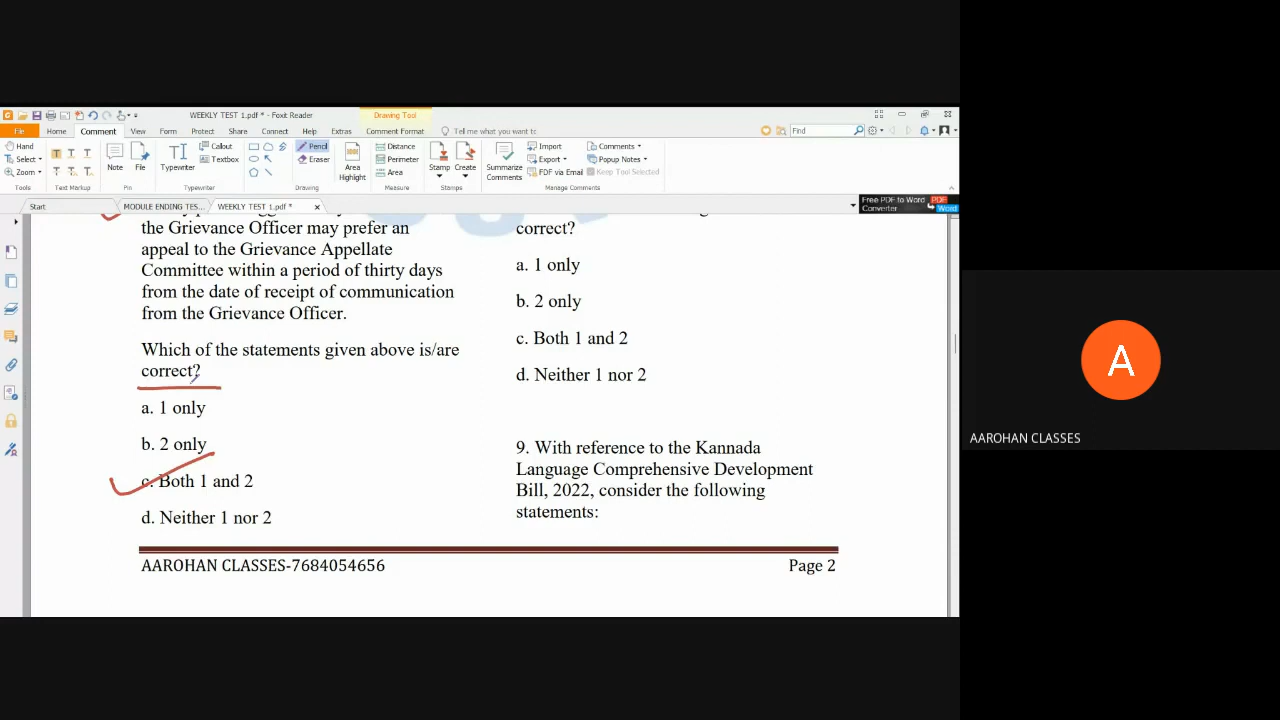 WEEKLY TEST 1.pdf * - Foxit Reader
Drawing Tool
File
Home
Comment
View
Form
Protect
Share
Connect
Help
Extras
Comment Format
Tell me what you want to
Find
Hand
Select
Zoom
Tools
Text Markup
Note
File
Pin
Typewriter
Callout
Textbox
Typewriter
Pencil
Eraser
Drawing
Area
Highlight
Distance
Perimeter
Area
Measure
Stamp
Create
Stamps
Summarize
Comments
Import
Export
FDF via Email
Comments
Popup Notes
Keep Tool Selected
Manage Comments
Start
MODULE ENDING TES...
WEEKLY TEST 1.pdf *
Free PDF to Word
Converter
PDF
Word
the Grievance Officer may prefer an
appeal to the Grievance Appellate
Committee within a period of thirty days
from the date of receipt of communication
from the Grievance Officer.
Which of the statements given above is/are
correct?
a. 1 only
b. 2 only
c. Both 1 and 2
d. Neither 1 nor 2
correct?
a. 1 only
b. 2 only
c. Both 1 and 2
d. Neither 1 nor 2
9. With reference to the Kannada
Language Comprehensive Development
Bill, 2022, consider the following
statements:
AAROHAN CLASSES-7684054656
Page 2
A
AAROHAN CLASSES